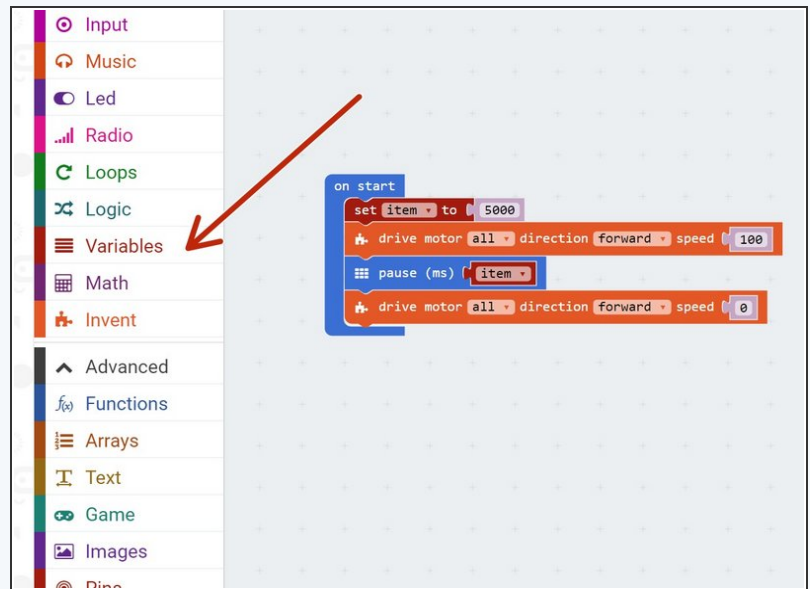 Input
Music
Led
Radio
Loops
Logic
Variables
Math
Invent
Advanced
f(x) Functions
Arrays
Text
Game
Images
Pins
on start
set item to 5000
drive motor all direction forward speed 100
pause (ms) item
drive motor all direction forward speed 0